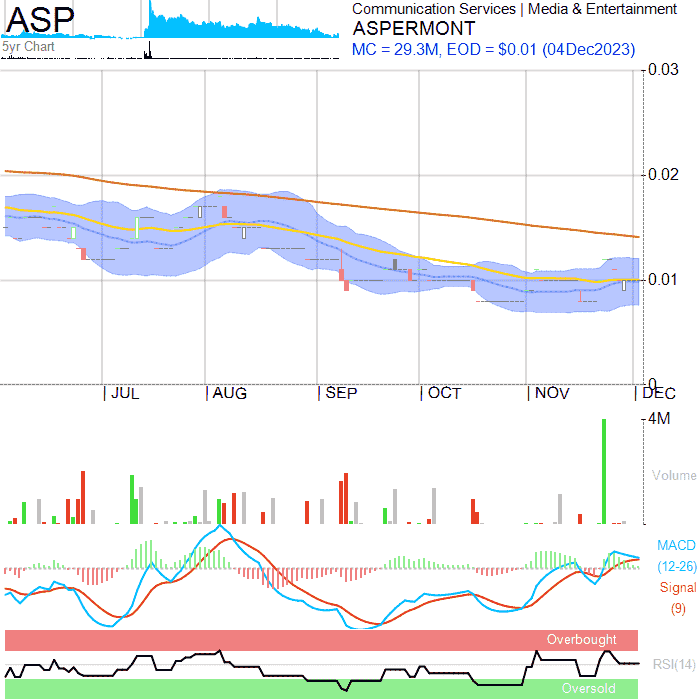 ASP
5yr Chart
Communication Services | Media & Entertainment
ASPERMONT
MC = 29.3M, EOD = $0.01 (04Dec2023)
0.03
0.02
0.01
0
JUL AUG SEP OCT NOV DEC
4M
Volume
MACD
(12-26)
Signal
(9)
Overbought
RSI(14)
Oversold